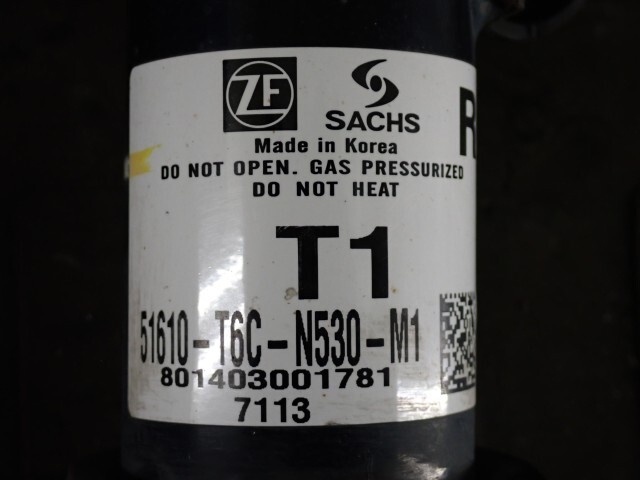 ZF
SACHS
R
Made in Korea
DO NOT OPEN. GAS PRESSURIZED
DO NOT HEAT
T1
51610-T6C-N530-M1
801403001781
7113